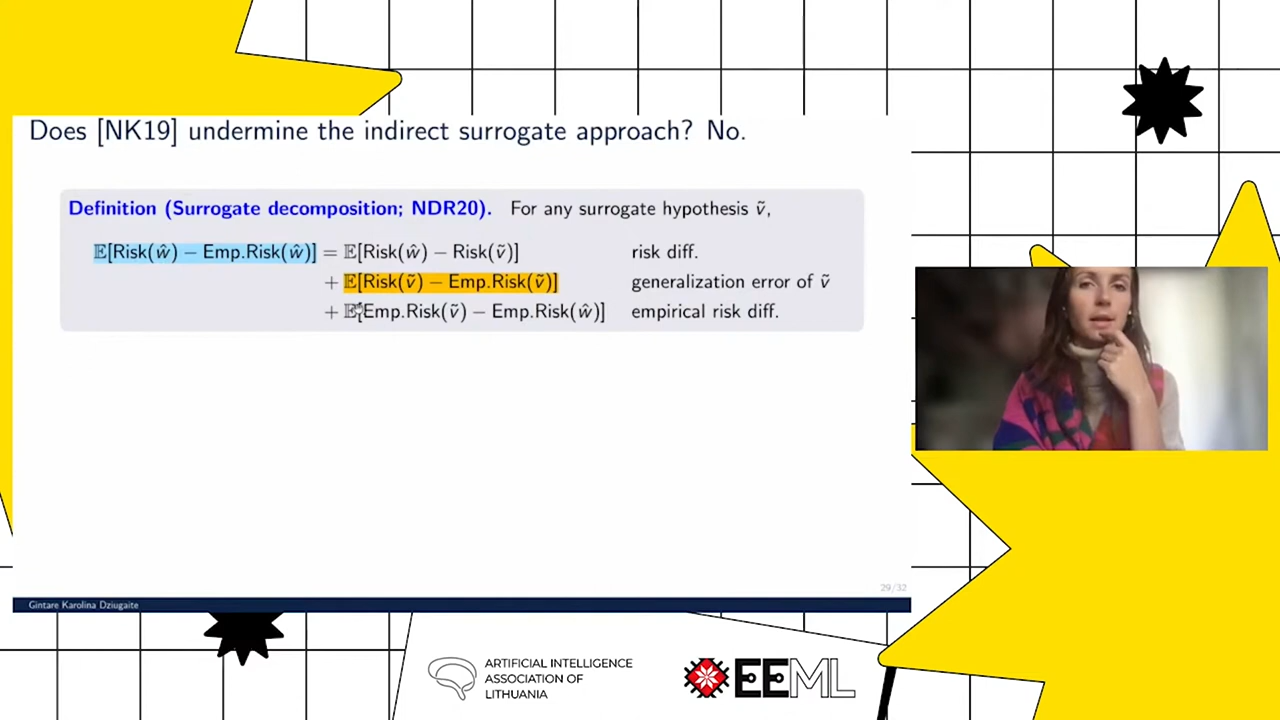 Does [NK19] undermine the indirect surrogate approach? No.
Definition (Surrogate decomposition; NDR20). For any surrogate hypothesis ṽ,
𝔼[Risk(ŵ) − Emp.Risk(ŵ)] = 𝔼[Risk(ŵ) − Risk(ṽ)] risk diff.
+ 𝔼[Risk(ṽ) − Emp.Risk(ṽ)] generalization error of ṽ
+ 𝔼[Emp.Risk(ṽ) − Emp.Risk(ŵ)] empirical risk diff.
29/32
Gintare Karolina Dziugaite
ARTIFICIAL INTELLIGENCE
ASSOCIATION OF
LITHUANIA
EEML